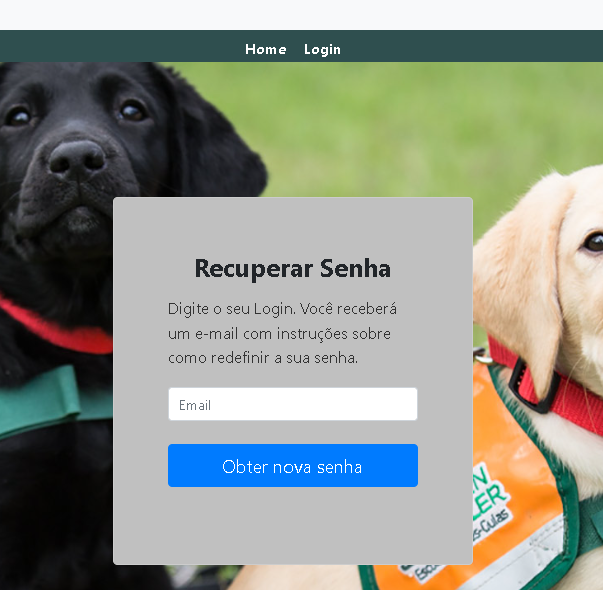 Home Login
Recuperar Senha
Digite o seu Login. Você receberá
um e-mail com instruções sobre
como redefinir a sua senha.
Email
Obter nova senha